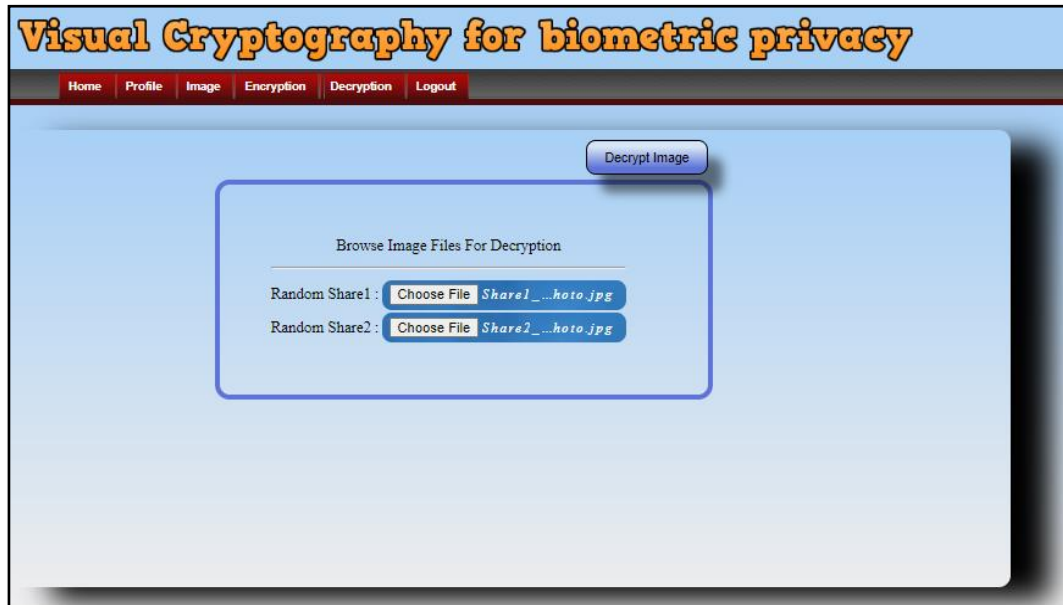 Visual Cryptography for biometric privacy
Home Profile Image Encryption Decryption Logout
Decrypt Image
Browse Image Files For Decryption
Random Share1 : Choose File Share1_...hoto.jpg
Random Share2 : Choose File Share2_...hoto.jpg